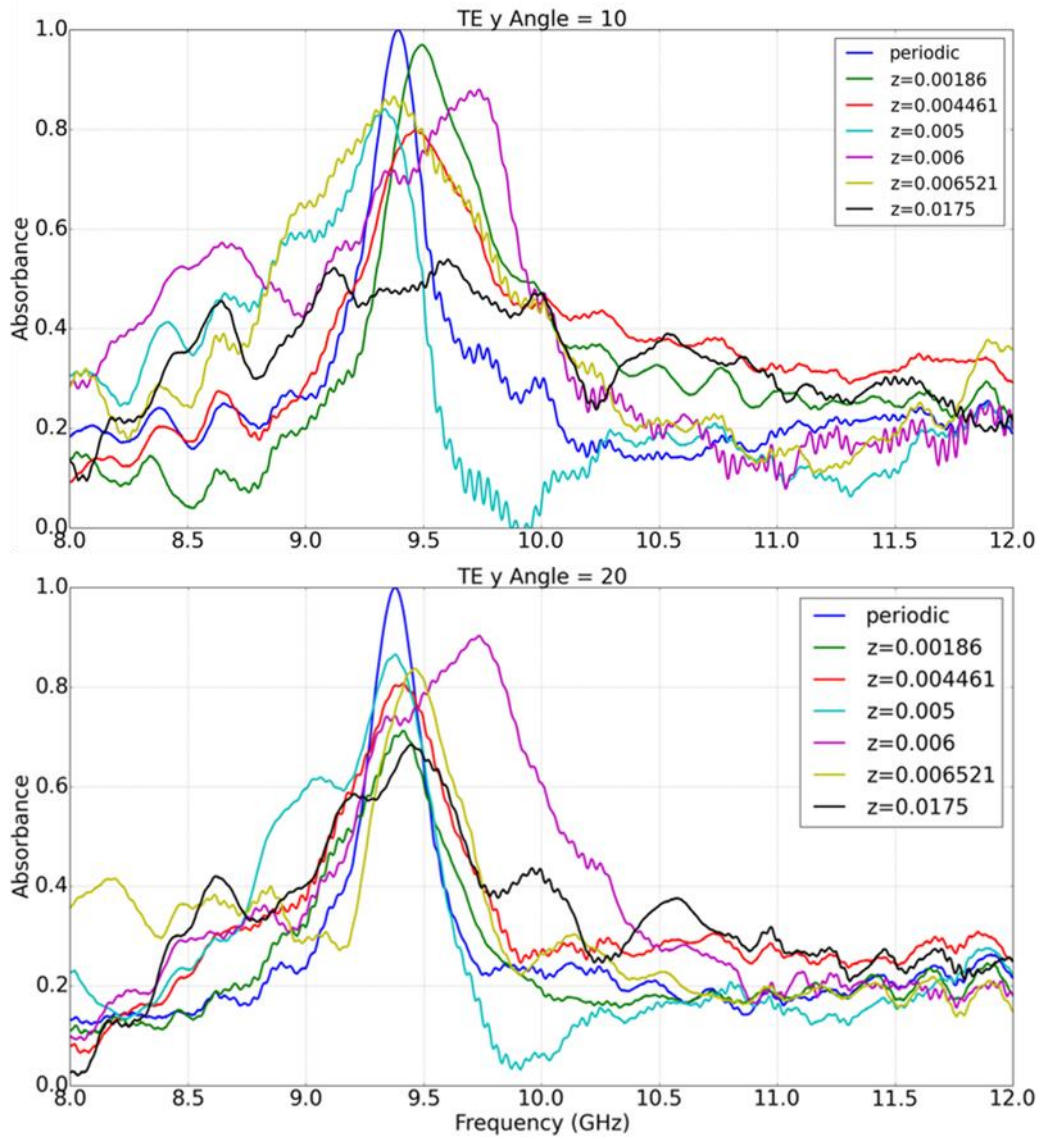 TE y Angle = 10
1.0
0.8
0.6
0.4
0.2
0.0
Absorbance
periodic
z=0.00186
z=0.004461
z=0.005
z=0.006
z=0.006521
z=0.0175
8.0 8.5 9.0 9.5 10.0 10.5 11.0 11.5 12.0
TE y Angle = 20
1.0
0.8
0.6
0.4
0.2
0.0
Absorbance
periodic
z=0.00186
z=0.004461
z=0.005
z=0.006
z=0.006521
z=0.0175
8.0 8.5 9.0 9.5 10.0 10.5 11.0 11.5 12.0
Frequency (GHz)